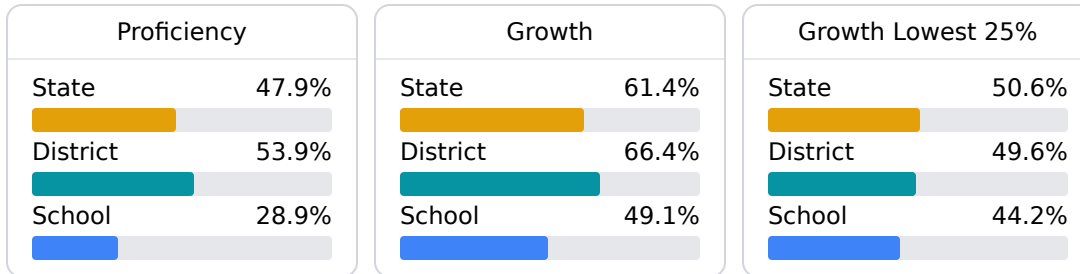 Proficiency
State 47.9%
District 53.9%
School 28.9%
Growth
State 61.4%
District 66.4%
School 49.1%
Growth Lowest 25%
State 50.6%
District 49.6%
School 44.2%